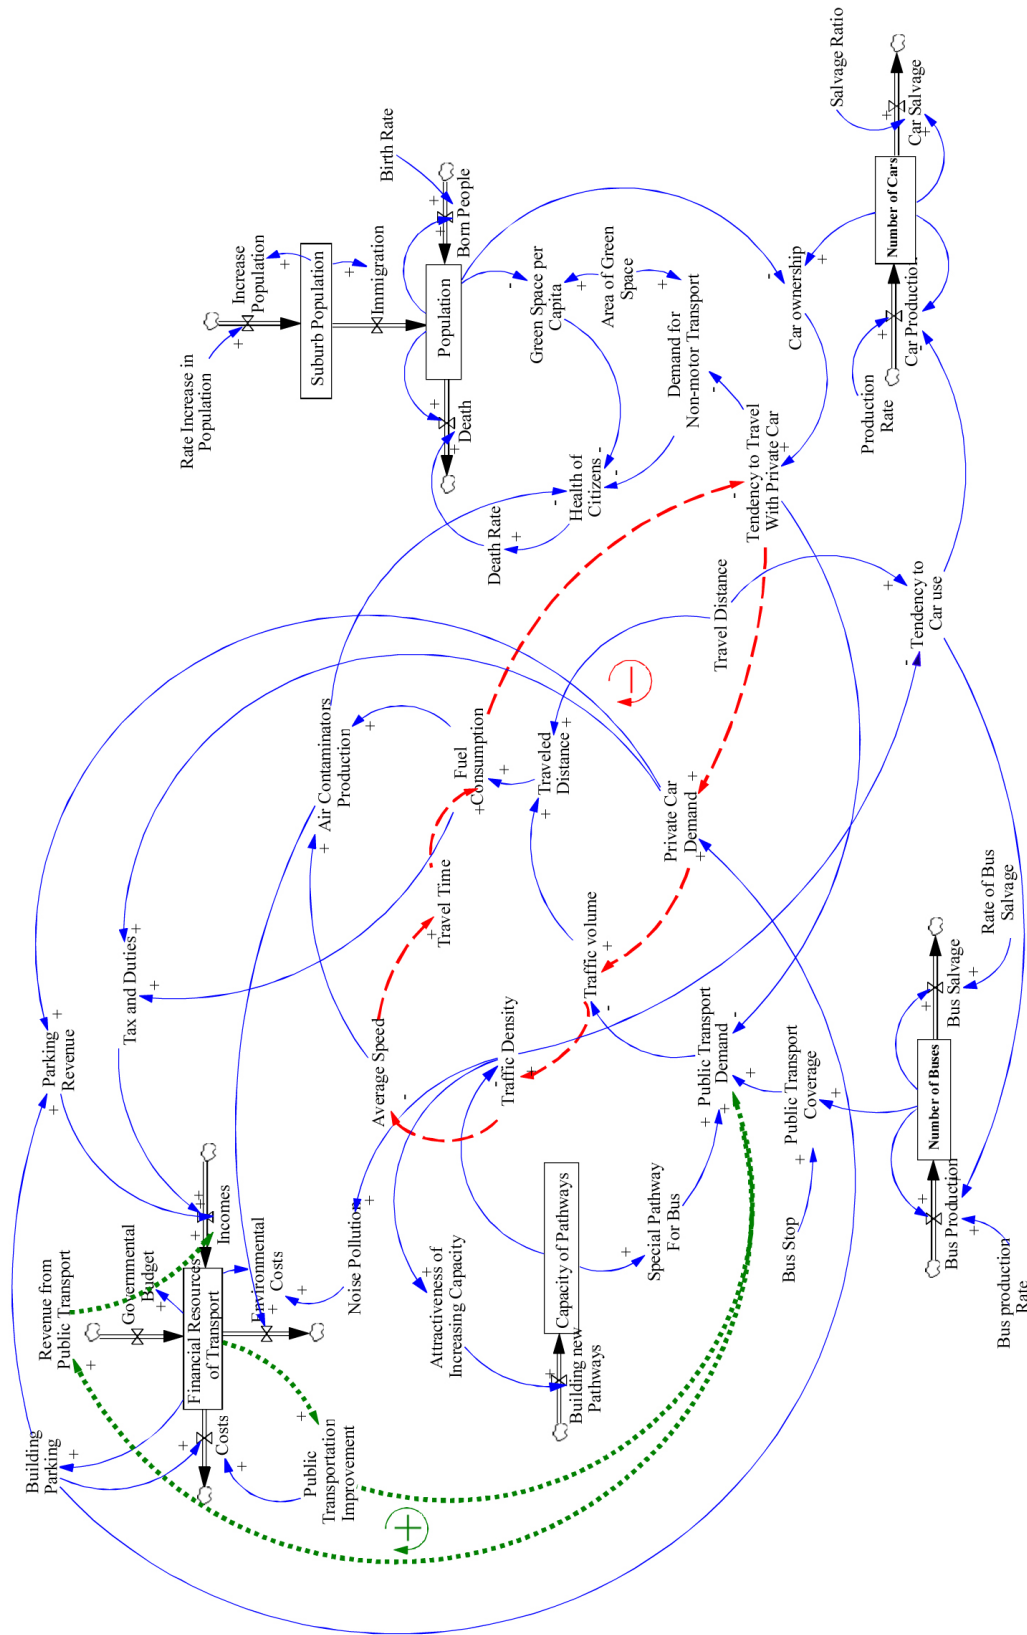 Building
Parking
Revenue from
Public Transport
Parking
Revenue
Governmental
Budget
Tax and Duties
Financial Resources
of Transport
Incomes
Costs
Environmental
Costs
Public
Transportation
Improvement
Noise Pollution
Average Speed
Travel Time
Air Contaminators
Production
Fuel
Consumption
Attractiveness of
Increasing Capacity
Traffic Density
Traveled
Distance
Traffic volume
Building new
Pathways
Capacity of Pathways
Special Pathway
For Bus
Public Transport
Demand
Private Car
Demand
Travel Distance
Bus Stop
Public Transport
Coverage
Tendency to
Car use
Number of Buses
Bus Production
Bus Salvage
Bus production
Rate
Rate of Bus
Salvage
Rate Increase in
Population
Increase
Population
Suburb Population
Immigration
Birth Rate
Born People
Population
Death
Death Rate
Health of
Citizens
Green Space per
Capita
Area of Green
Space
Demand for
Non-motor Transport
Tendency to Travel
With Private Car
Car ownership
Production
Rate
Car Production
Number of Cars
Car Salvage
Salvage Ratio